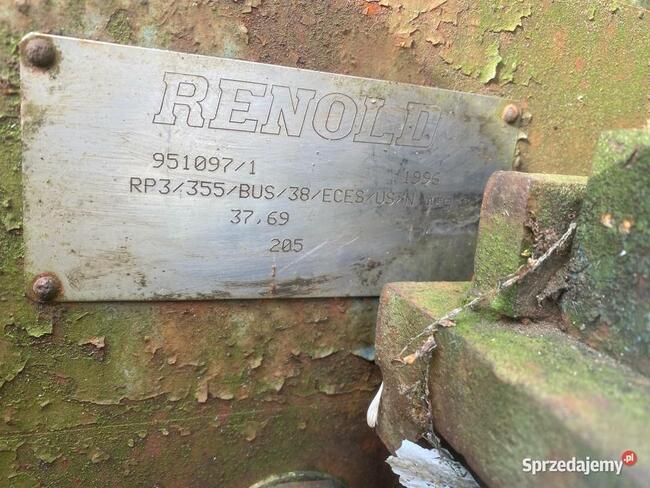 RENOLD
951097/1 1996
RP3/355/BUS/38/ECES/US/N
37,69
205
Sprzedajemy.pl